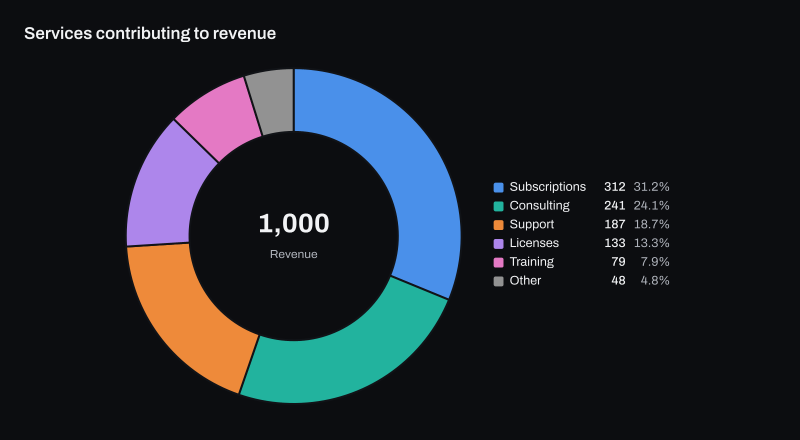 Services contributing to revenue
1,000
Revenue
Subscriptions 312 31.2%
Consulting 241 24.1%
Support 187 18.7%
Licenses 133 13.3%
Training 79 7.9%
Other 48 4.8%